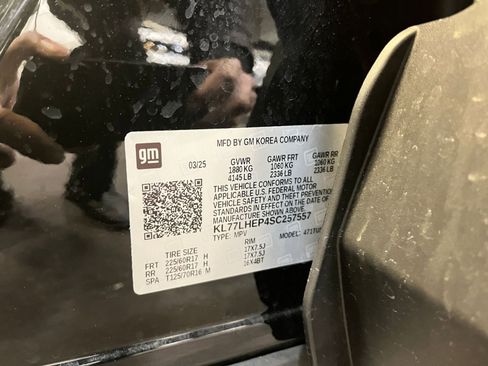 gm
MFD BY GM KOREA COMPANY
03/25 GVWR GAWR FRT GAWR RR
1880 KG 1060 KG 1060 KG
4145 LB 2336 LB 2336 LB
THIS VEHICLE CONFORMS TO ALL
APPLICABLE U.S. FEDERAL MOTOR
VEHICLE SAFETY AND THEFT PREVENTION
STANDARDS IN EFFECT ON THE DATE OF
MANUFACTURE SHOWN ABOVE.
KL77LHEP4SC257557
TYPE: MPV
TIRE SIZE RIM
FRT 225/60R17 H 17X7.5J
RR 225/60R17 H 17X7.5J
SPA T125/70R16 M 16X4BT